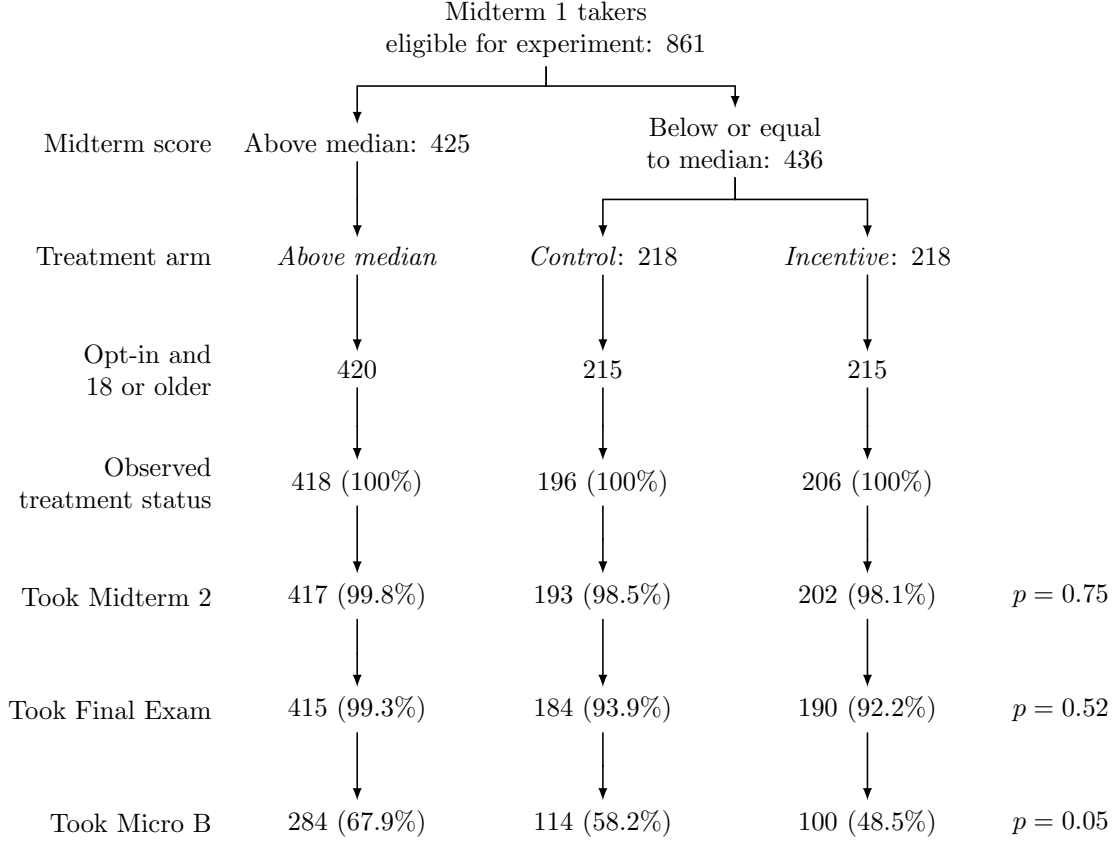 Midterm 1 takers
eligible for experiment: 861
Midterm score
Above median: 425
Below or equal
to median: 436
Treatment arm
Above median
Control: 218
Incentive: 218
Opt-in and
18 or older
420
215
215
Observed
treatment status
418 (100%)
196 (100%)
206 (100%)
Took Midterm 2
417 (99.8%)
193 (98.5%)
202 (98.1%)
p = 0.75
Took Final Exam
415 (99.3%)
184 (93.9%)
190 (92.2%)
p = 0.52
Took Micro B
284 (67.9%)
114 (58.2%)
100 (48.5%)
p = 0.05